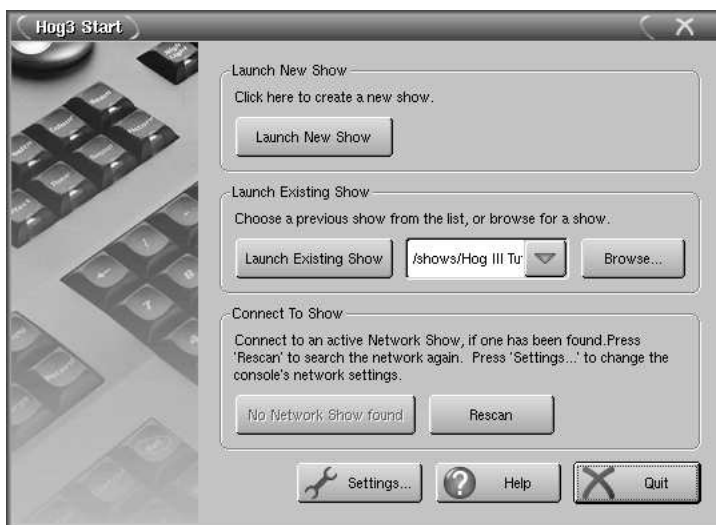 Hog3 Start
Launch New Show
Click here to create a new show.
Launch New Show
Launch Existing Show
Choose a previous show from the list, or browse for a show.
Launch Existing Show
/shows/Hog III Tu
Browse...
Connect To Show
Connect to an active Network Show, if one has been found.Press
'Rescan' to search the network again. Press 'Settings...' to change the
console's network settings.
No Network Show found
Rescan
Settings...
Help
Quit